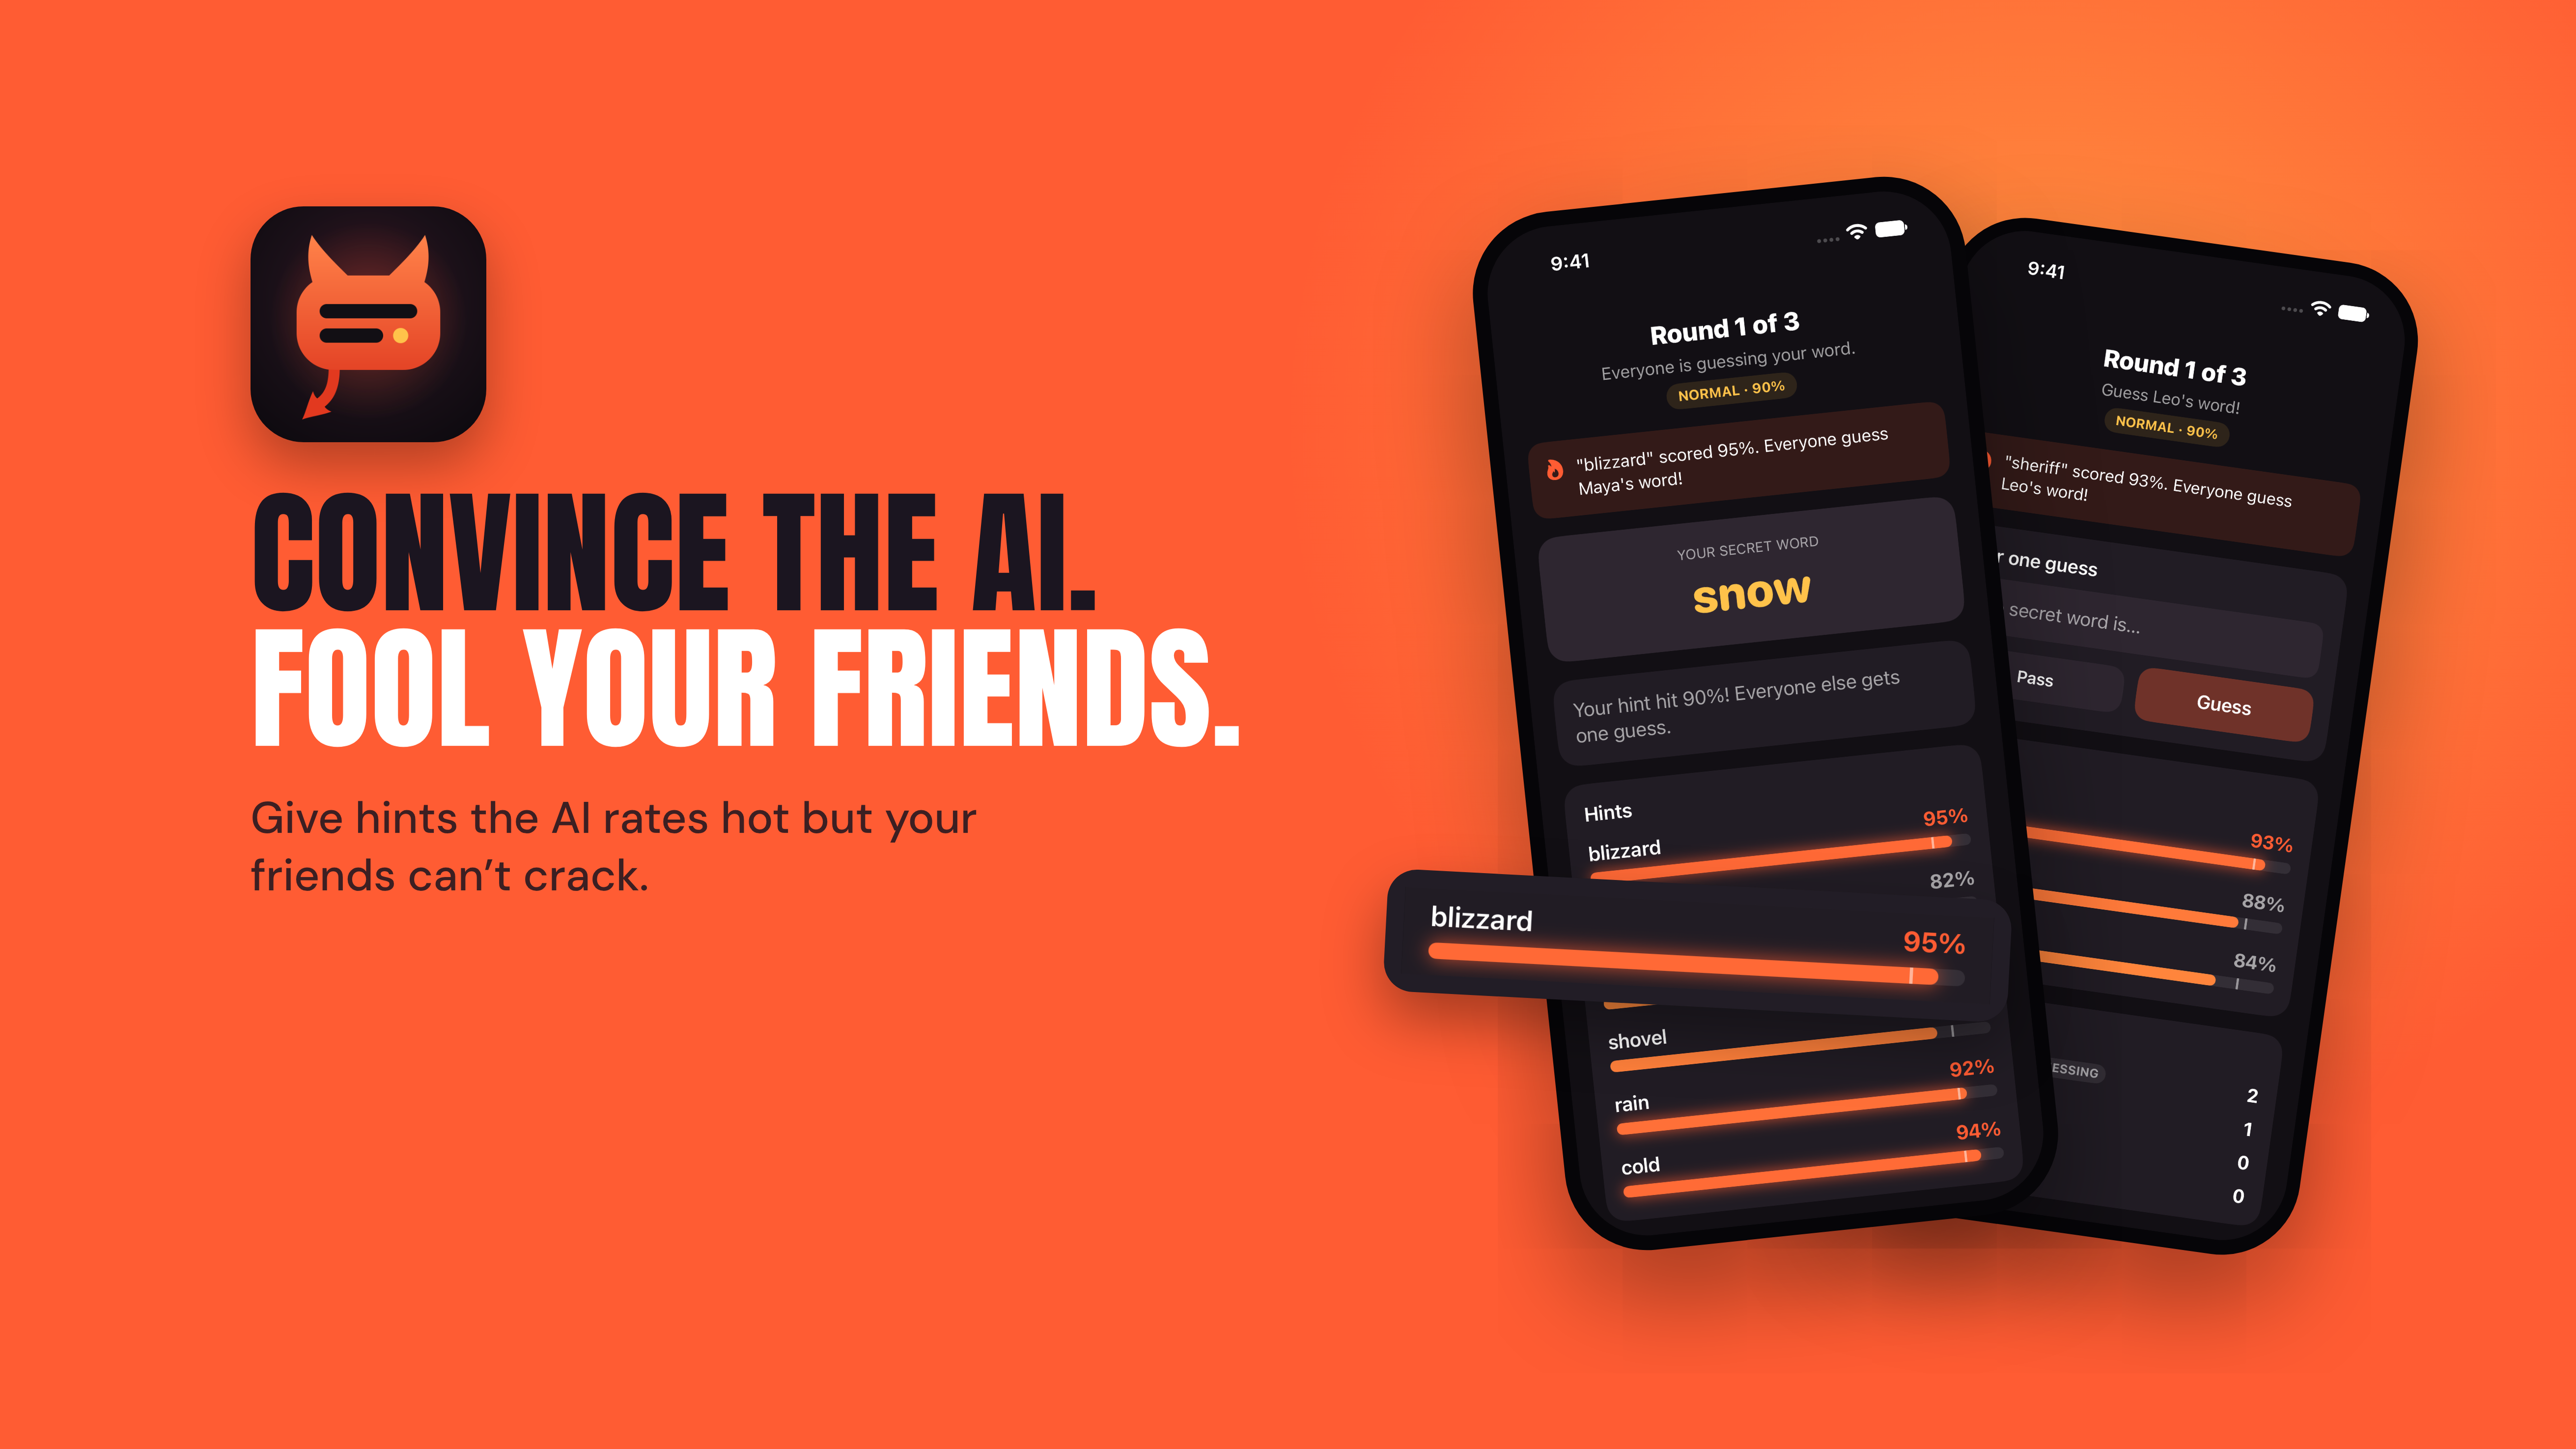 CONVINCE THE AI.
FOOL YOUR FRIENDS.
Give hints the AI rates hot but your
friends can’t crack.
9:41
Round 1 of 3
Everyone is guessing your word.
NORMAL · 90%
"blizzard" scored 95%. Everyone guess
Maya's word!
YOUR SECRET WORD
snow
Your hint hit 90%! Everyone else gets
one guess.
Hints
blizzard 95%
82%
blizzard 95%
shovel
rain 92%
cold 94%
9:41
Round 1 of 3
Guess Leo's word!
NORMAL · 90%
"sheriff" scored 93%. Everyone guess
Leo's word!
one guess
secret word is...
Pass Guess
93%
88%
84%
ESSING
2
1
0
0